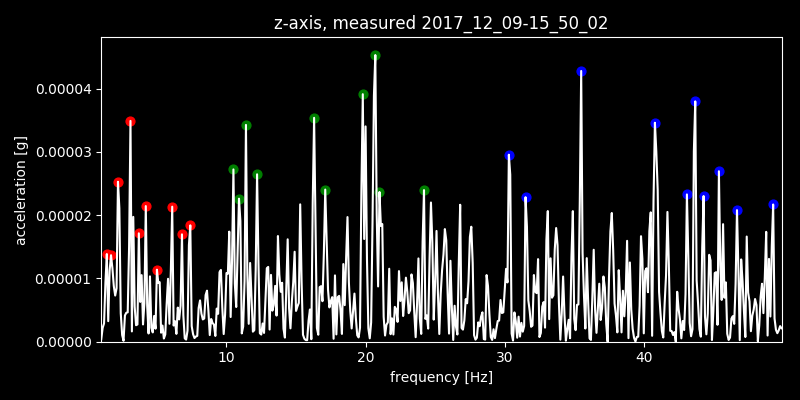 z-axis, measured 2017_12_09-15_50_02
acceleration [g]
0.00004
0.00003
0.00002
0.00001
0.00000
10 20 30 40
frequency [Hz]